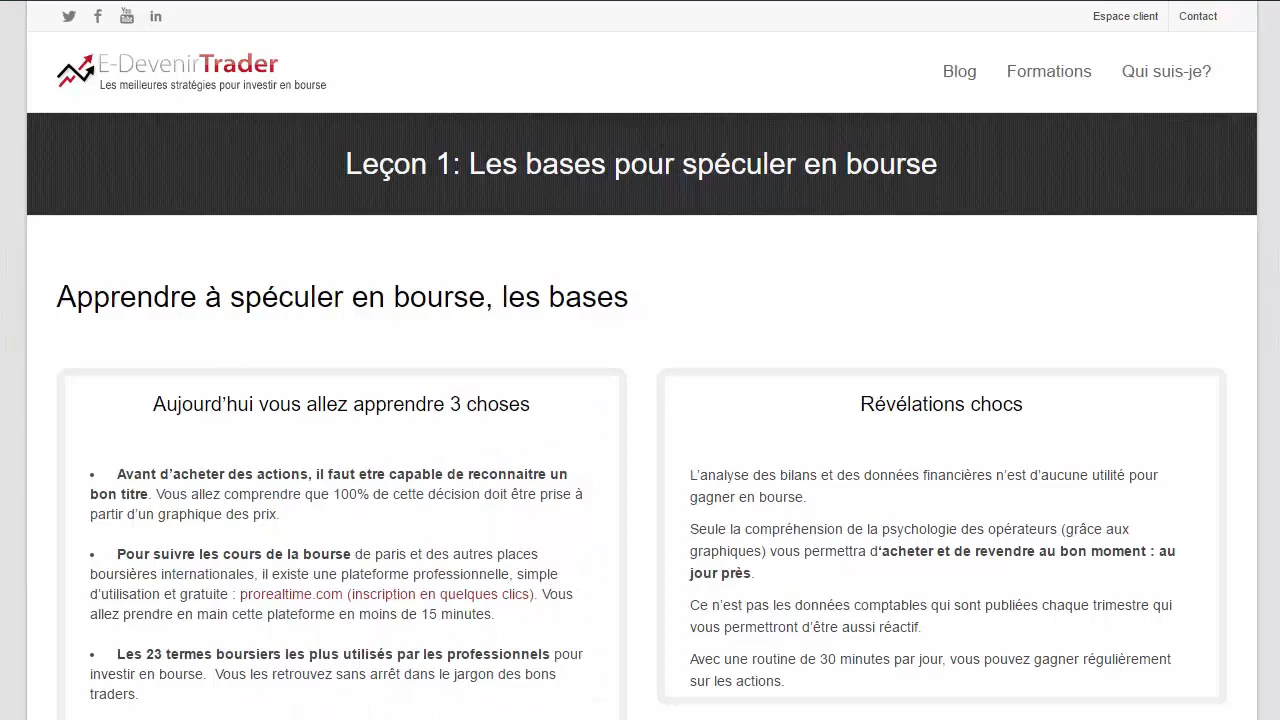 Espace client
Contact
E-DevenirTrader
Les meilleures stratégies pour investir en bourse
Blog
Formations
Qui suis-je?
Leçon 1: Les bases pour spéculer en bourse
Apprendre à spéculer en bourse, les bases
Aujourd’hui vous allez apprendre 3 choses
• Avant d’acheter des actions, il faut etre capable de reconnaitre un
bon titre. Vous allez comprendre que 100% de cette décision doit être prise à
partir d’un graphique des prix.
• Pour suivre les cours de la bourse de paris et des autres places
boursières internationales, il existe une plateforme professionnelle, simple
d’utilisation et gratuite : prorealtime.com (inscription en quelques clics). Vous
allez prendre en main cette plateforme en moins de 15 minutes.
• Les 23 termes boursiers les plus utilisés par les professionnels pour
investir en bourse. Vous les retrouvez sans arrêt dans le jargon des bons
traders.
Révélations chocs
L’analyse des bilans et des données financières n’est d’aucune utilité pour
gagner en bourse.
Seule la compréhension de la psychologie des opérateurs (grâce aux
graphiques) vous permettra d‘acheter et de revendre au bon moment : au
jour près.
Ce n’est pas les données comptables qui sont publiées chaque trimestre qui
vous permettront d’être aussi réactif.
Avec une routine de 30 minutes par jour, vous pouvez gagner régulièrement
sur les actions.